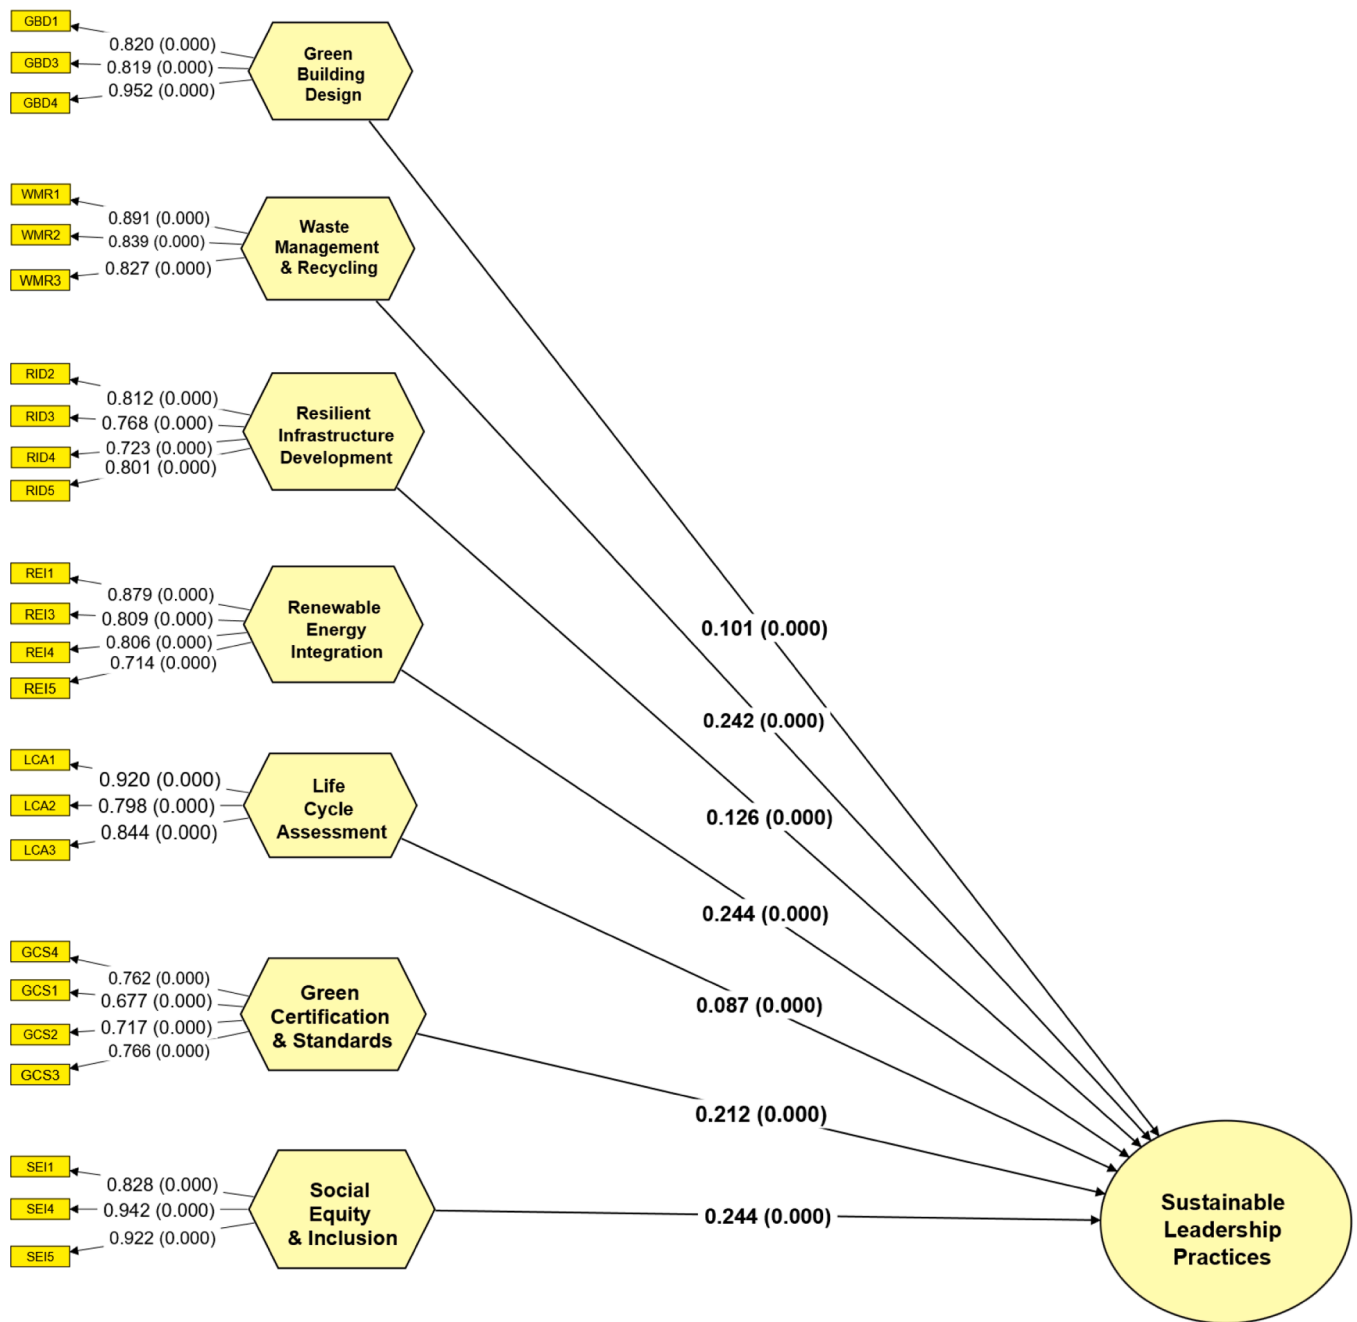 GBD1
0.820 (0.000)
GBD3
0.819 (0.000)
GBD4
0.952 (0.000)
Green
Building
Design
WMR1
0.891 (0.000)
WMR2
0.839 (0.000)
WMR3
0.827 (0.000)
Waste
Management
& Recycling
RID2
0.812 (0.000)
RID3
0.768 (0.000)
RID4
0.723 (0.000)
RID5
0.801 (0.000)
Resilient
Infrastructure
Development
REI1
0.879 (0.000)
REI3
0.809 (0.000)
REI4
0.806 (0.000)
REI5
0.714 (0.000)
Renewable
Energy
Integration
LCA1
0.920 (0.000)
LCA2
0.798 (0.000)
LCA3
0.844 (0.000)
Life
Cycle
Assessment
GCS4
0.762 (0.000)
GCS1
0.677 (0.000)
GCS2
0.717 (0.000)
GCS3
0.766 (0.000)
Green
Certification
& Standards
SEI1
0.828 (0.000)
SEI4
0.942 (0.000)
SEI5
0.922 (0.000)
Social
Equity
& Inclusion
0.101 (0.000)
0.242 (0.000)
0.126 (0.000)
0.244 (0.000)
0.087 (0.000)
0.212 (0.000)
0.244 (0.000)
Sustainable
Leadership
Practices